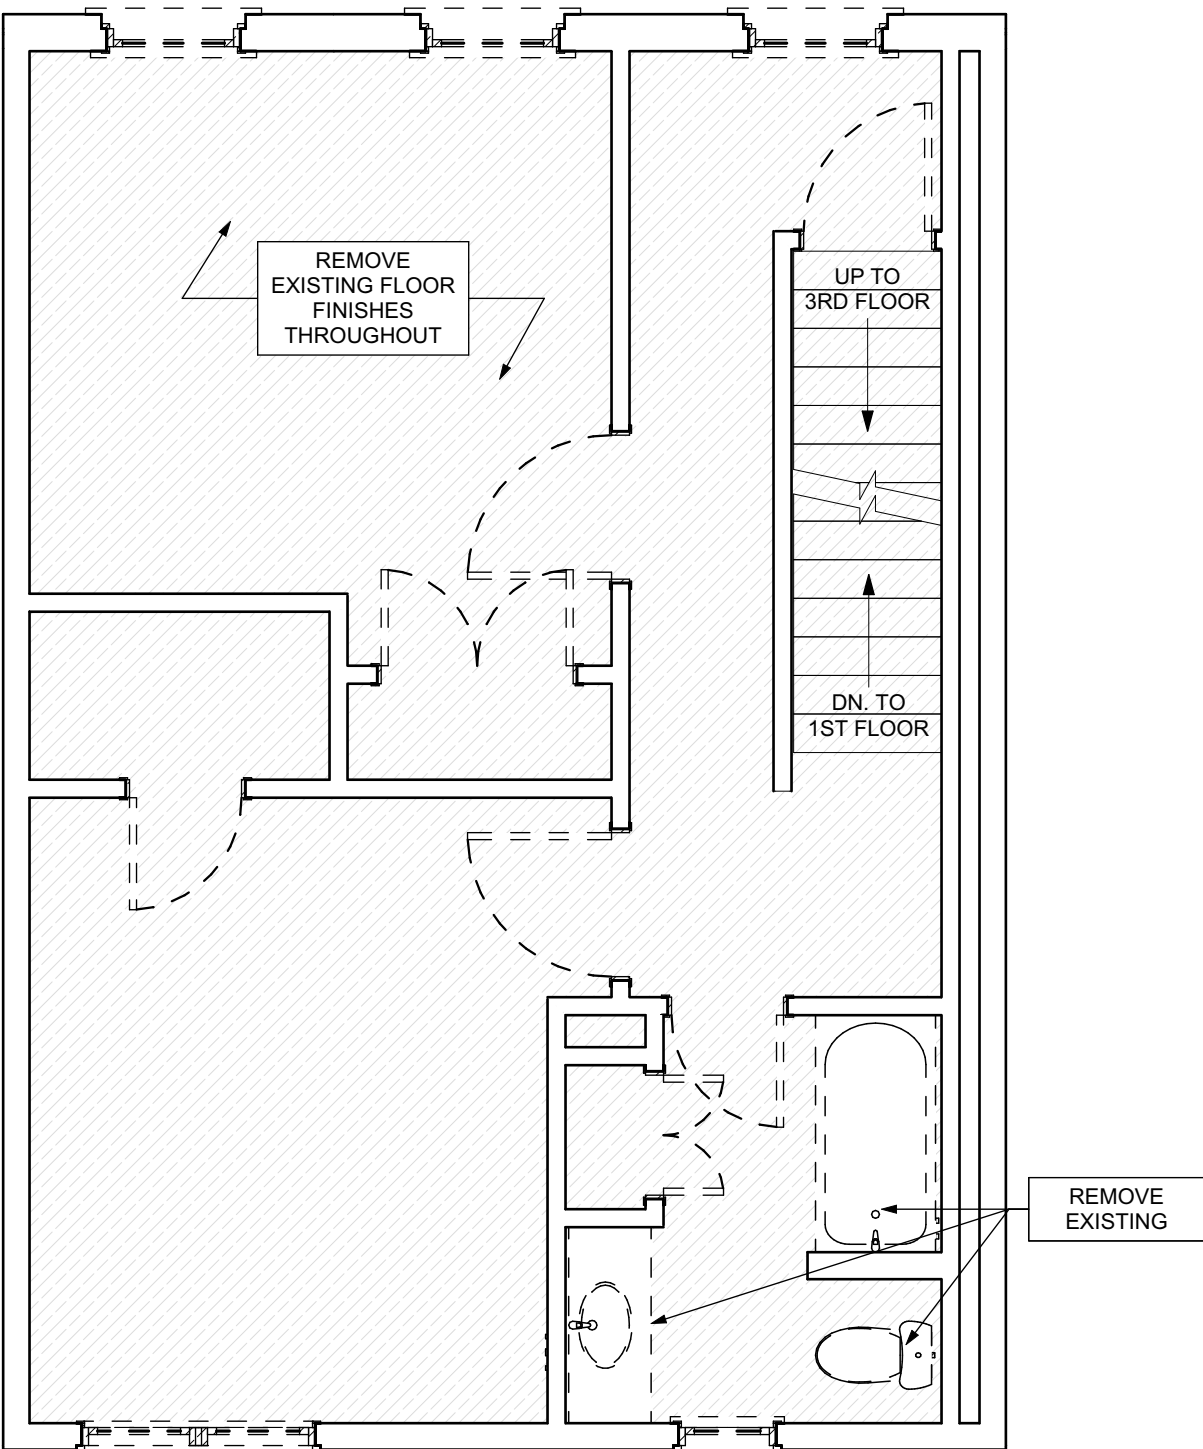 REMOVE
EXISTING FLOOR
FINISHES
THROUGHOUT
UP TO
3RD FLOOR
DN. TO
1ST FLOOR
REMOVE
EXISTING